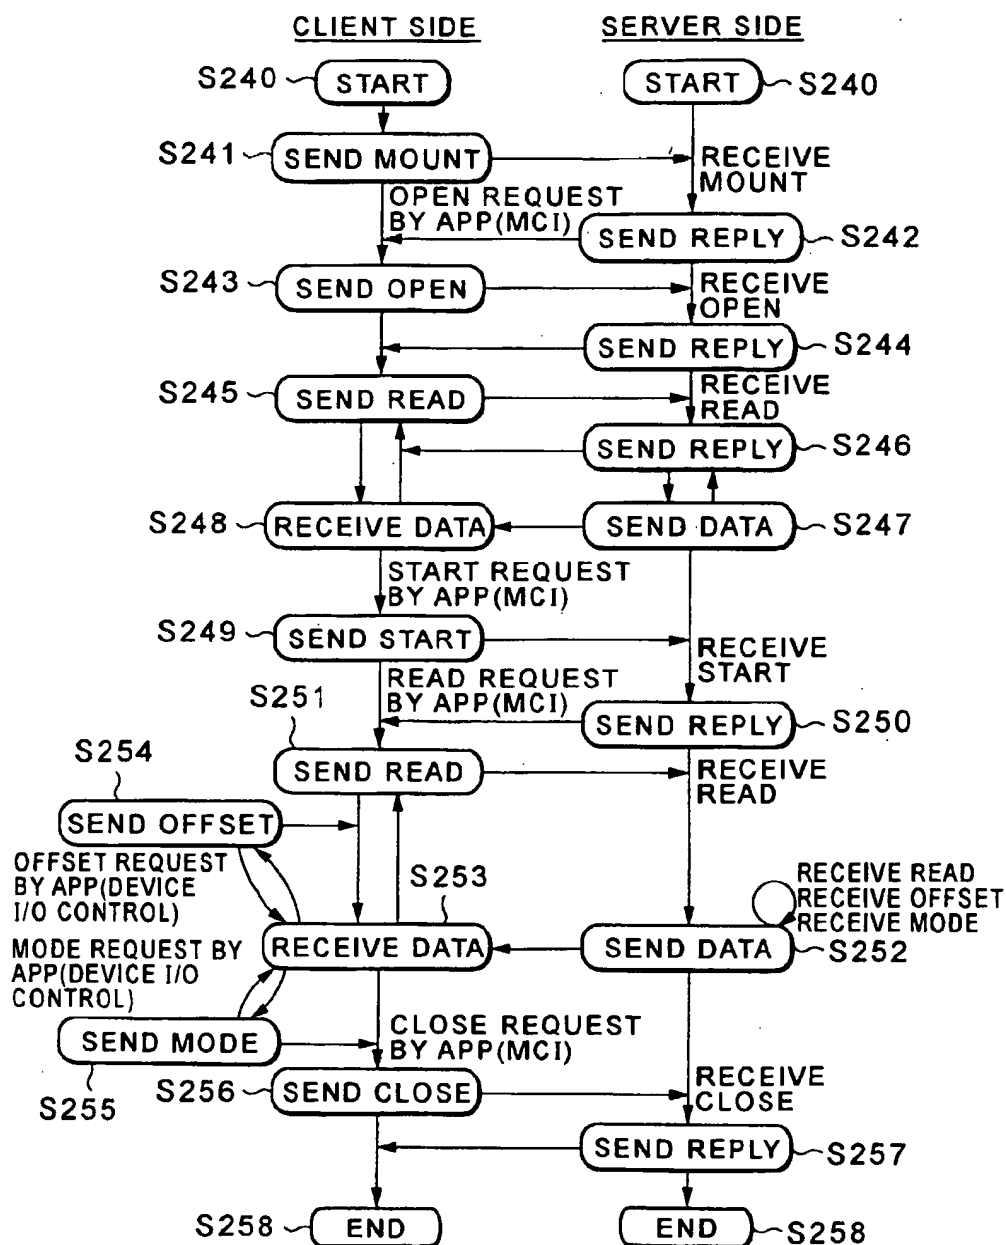 CLIENT SIDE
SERVER SIDE
S240
START
START
S240
S241
SEND MOUNT
RECEIVE
MOUNT
OPEN REQUEST
BY APP(MCI)
SEND REPLY
S242
S243
SEND OPEN
RECEIVE
OPEN
SEND REPLY
S244
S245
SEND READ
RECEIVE
READ
SEND REPLY
S246
S248
RECEIVE DATA
SEND DATA
S247
START REQUEST
BY APP(MCI)
S249
SEND START
RECEIVE
START
S251
READ REQUEST
BY APP(MCI)
SEND REPLY
S250
SEND READ
RECEIVE
READ
S254
SEND OFFSET
OFFSET REQUEST
BY APP(DEVICE
I/O CONTROL)
S253
RECEIVE DATA
SEND DATA
RECEIVE READ
RECEIVE OFFSET
RECEIVE MODE
S252
MODE REQUEST BY
APP(DEVICE I/O
CONTROL)
SEND MODE
S255
CLOSE REQUEST
BY APP(MCI)
S256
SEND CLOSE
RECEIVE
CLOSE
SEND REPLY
S257
S258
END
END
S258